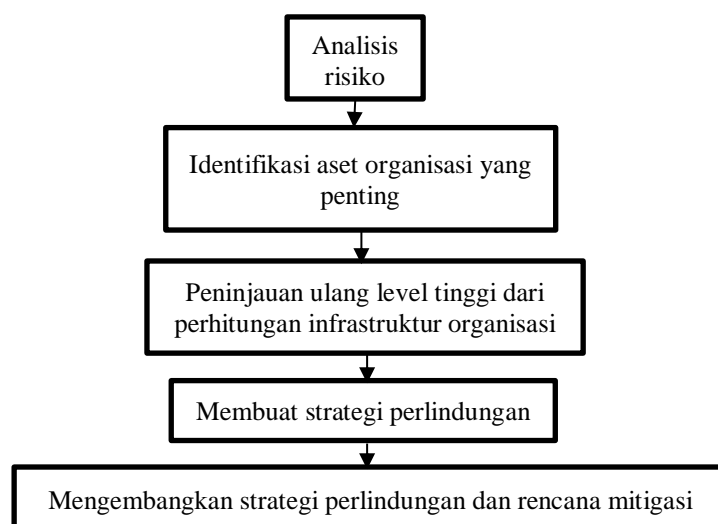 Analisis
risiko
Identifikasi aset organisasi yang
penting
Peninjauan ulang level tinggi dari
perhitungan infrastruktur organisasi
Membuat strategi perlindungan
Mengembangkan strategi perlindungan dan rencana mitigasi